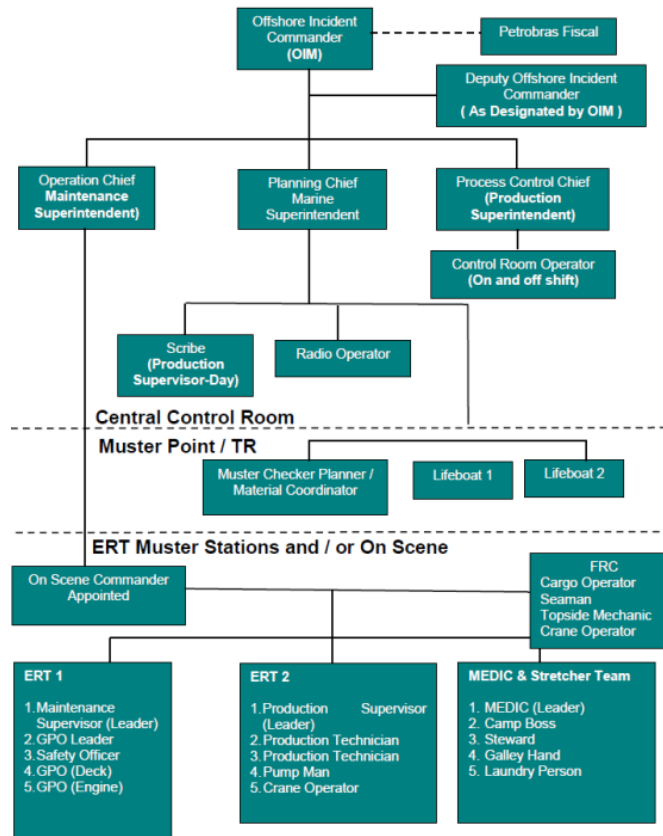 Offshore Incident
Commander
(OIM)
Petrobras Fiscal
Deputy Offshore Incident
Commander
( As Designated by OIM )
Operation Chief
Maintenance
Superintendent)
Planning Chief
Marine
Superintendent
Process Control Chief
(Production
Superintendent)
Control Room Operator
(On and off shift)
Scribe
(Production
Supervisor-Day)
Radio Operator
Central Control Room
Muster Point / TR
Muster Checker Planner /
Material Coordinator
Lifeboat 1
Lifeboat 2
ERT Muster Stations and / or On Scene
On Scene Commander
Appointed
FRC
Cargo Operator
Seaman
Topside Mechanic
Crane Operator
ERT 1
1.Maintenance
Supervisor (Leader)
2.GPO Leader
3.Safety Officer
4.GPO (Deck)
5.GPO (Engine)
ERT 2
1.Production Supervisor
(Leader)
2.Production Technician
3.Production Technician
4.Pump Man
5.Crane Operator
MEDIC & Stretcher Team
1. MEDIC (Leader)
2. Camp Boss
3. Steward
4. Galley Hand
5. Laundry Person